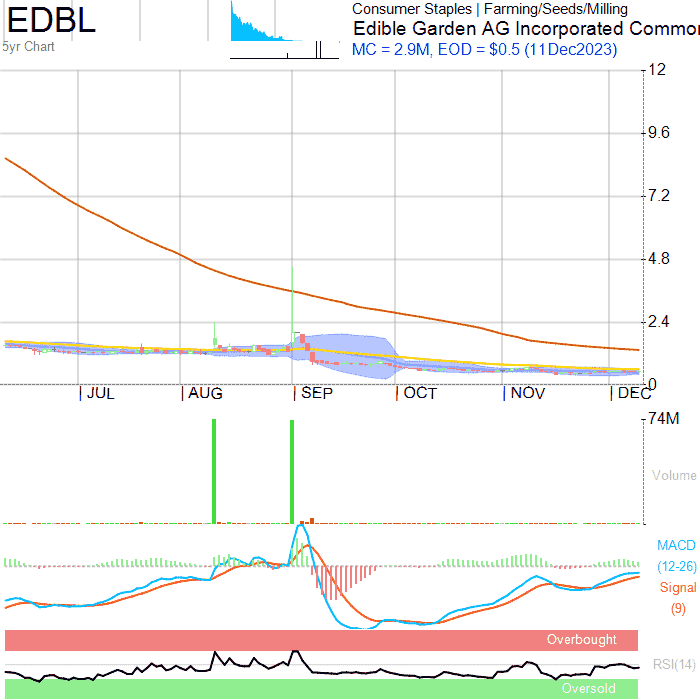 EDBL
5yr Chart
Consumer Staples | Farming/Seeds/Milling
Edible Garden AG Incorporated Common
MC = 2.9M, EOD = $0.5 (11Dec2023)
12
9.6
7.2
4.8
2.4
0
JUL AUG SEP OCT NOV DEC
74M
Volume
MACD
(12-26)
Signal
(9)
Overbought
RSI(14)
Oversold